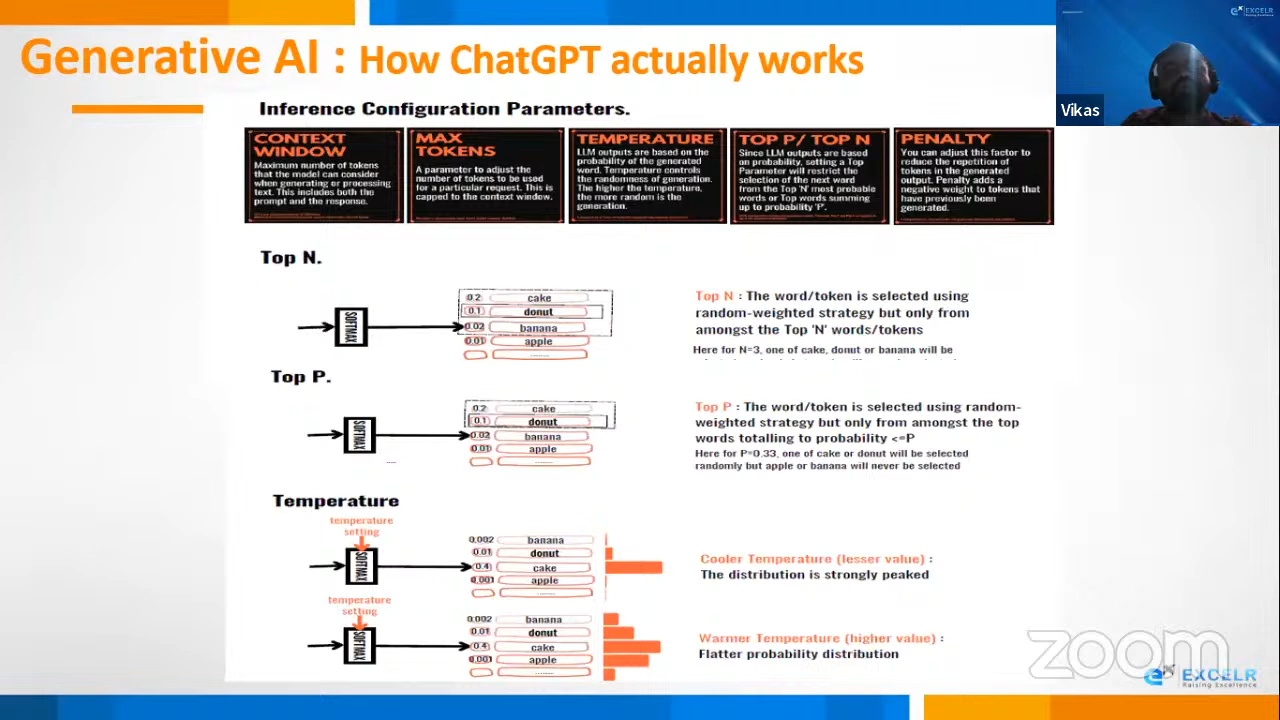 Generative AI : How ChatGPT actually works
EXCELR
Raising Excellence
Vikas
Inference Configuration Parameters.
CONTEXT
WINDOW
Maximum number of tokens
that the model can consider
when generating or processing
text. This includes both the
prompt and the response.
MAX
TOKENS
A parameter to adjust the
number of tokens to be used
for a particular request. This is
capped to the context window.
TEMPERATURE
LLM outputs are based on the
probability of the generated
word. Temperature controls
the randomness of generation.
The higher the temperature,
the more random is the
generation.
TOP P/ TOP N
Since LLM outputs are based
on probability, setting a Top
Parameter will restrict the
selection of the next word
from the Top 'N' most probable
words or Top words summing
up to probability 'P'.
PENALTY
You can adjust this factor to
reduce the repetition of
tokens in the generated
output. Penalty adds a
negative weight to tokens that
have previously been
generated.
Top N.
SOFTMAX
0.2 cake
0.1 donut
0.02 banana
0.01 apple
Top N : The word/token is selected using
random-weighted strategy but only from
amongst the Top 'N' words/tokens
Here for N=3, one of cake, donut or banana will be
Top P.
SOFTMAX
0.2 cake
0.1 donut
0.02 banana
0.01 apple
Top P : The word/token is selected using random-
weighted strategy but only from amongst the top
words totalling to probability <=P
Here for P=0.33, one of cake or donut will be selected
randomly but apple or banana will never be selected
Temperature
temperature
setting
SOFTMAX
0.002 banana
0.01 donut
0.4 cake
0.001 apple
Cooler Temperature (lesser value) :
The distribution is strongly peaked
temperature
setting
SOFTMAX
0.002 banana
0.01 donut
0.4 cake
0.001 apple
Warmer Temperature (higher value) :
Flatter probability distribution
zoom
EXCELR
Raising Excellence